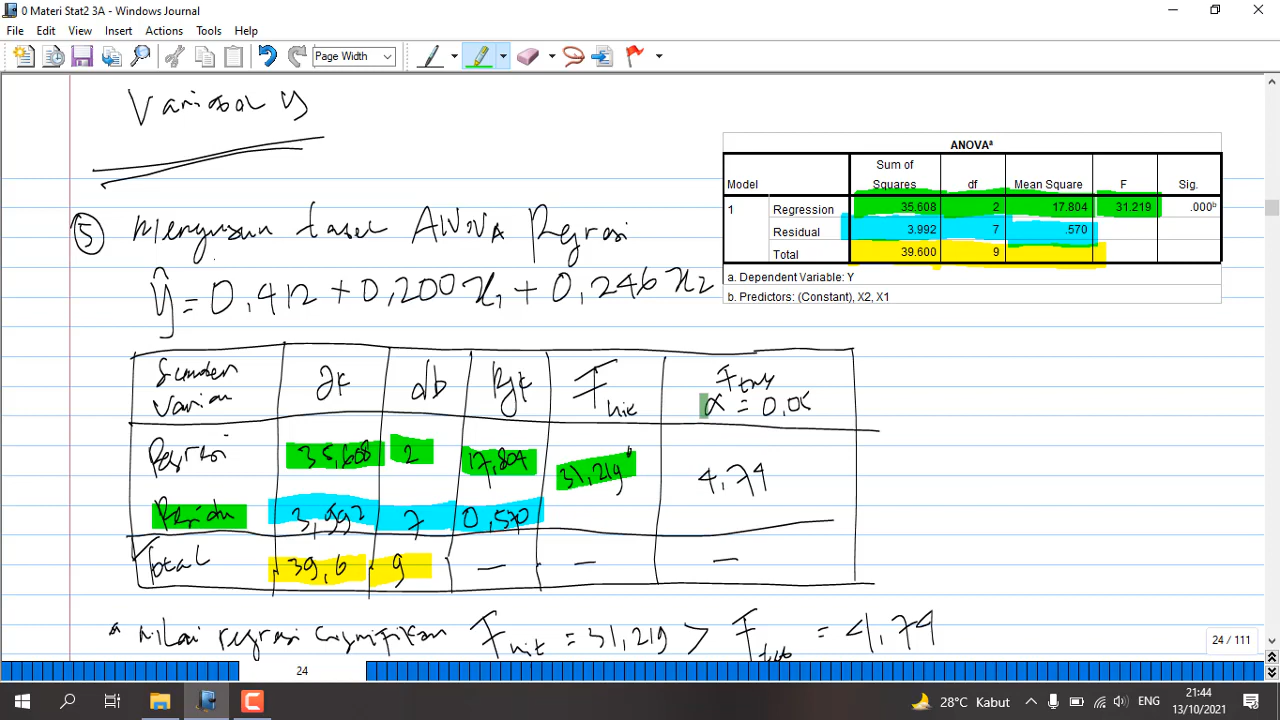 0 Materi Stat2 3A - Windows Journal
File Edit View Insert Actions Tools Help
Page Width
Variabel y
ANOVAᵃ
Model Sum of Squares df Mean Square F Sig.
1 Regression 35.608 2 17.804 31.219 .000ᵇ
Residual 3.992 7 .570
Total 39.600 9
a. Dependent Variable: Y
b. Predictors: (Constant), X2, X1
⑤ Menyusun tabel ANOVA Regresi
ŷ = 0,412 + 0,200 x₁ + 0,246 x₂
Sumber Varian JK db RJK F hit F tab α = 0,05
Regresi 35,608 2 17,804 31,219 4,74
Residu 3,992 7 0,570
Total 39,6 9 — — —
Nilai regresi signifikan F hit = 31,219 > F tab = 4,74
24 / 111
24
28°C Kabut ENG 21:44
13/10/2021